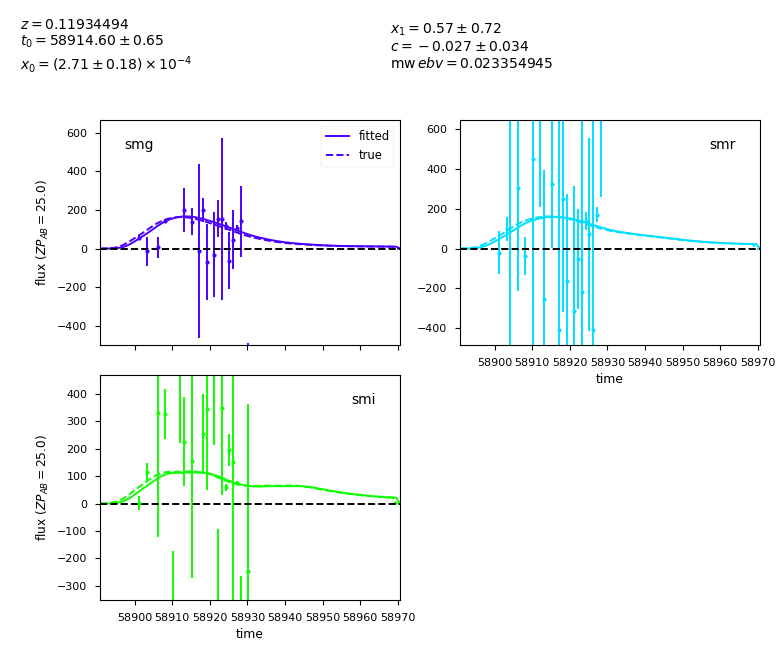 z = 0.11934494
t₀ = 58914.60 ± 0.65
x₀ = (2.71 ± 0.18) × 10⁻⁴
x₁ = 0.57 ± 0.72
c = −0.027 ± 0.034
mw ebv = 0.023354945
smg
fitted
true
600
400
200
0
−200
−400
flux (ZP_AB = 25.0)
smr
600
400
200
0
−200
−400
58900 58910 58920 58930 58940 58950 58960 58970
time
smi
400
300
200
100
0
−100
−200
−300
flux (ZP_AB = 25.0)
58900 58910 58920 58930 58940 58950 58960 58970
time